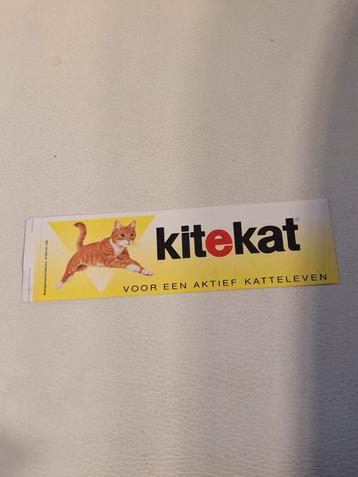 kitekat®
VOOR EEN AKTIEF KATTELEVEN